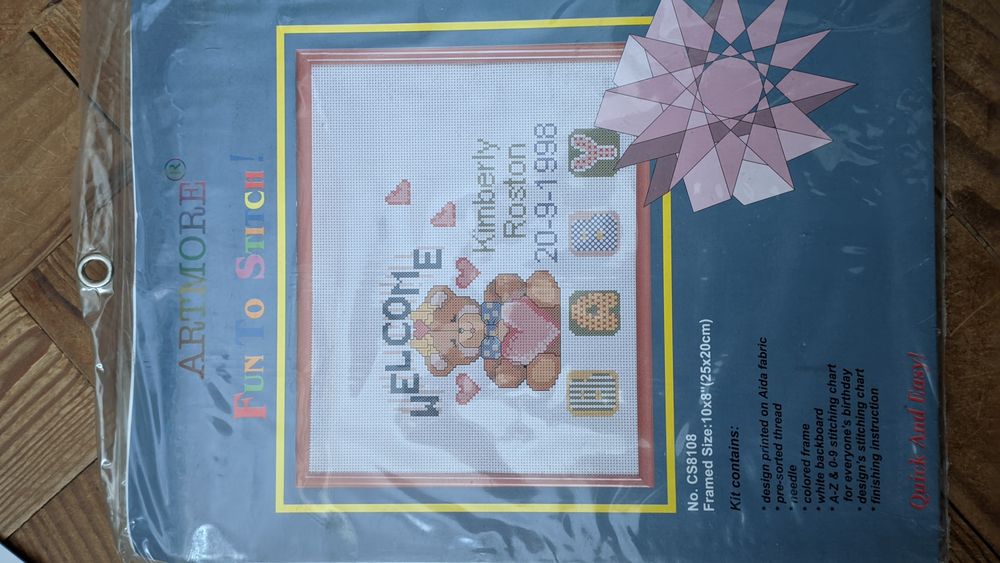 ARTMORE®
FUN TO STITCH!
WELCOME
Kimberly
Roston
20-9-1998
B A B Y
No. CS8108
Framed Size:10x8"(25x20cm)
Kit contains:
* design printed on Aida fabric
* pre-sorted thread
* needle
* colored frame
* white backboard
* A-Z & 0-9 stitching chart
for everyone's birthday
* design's stitching chart
* finishing instruction
Quick And Easy!